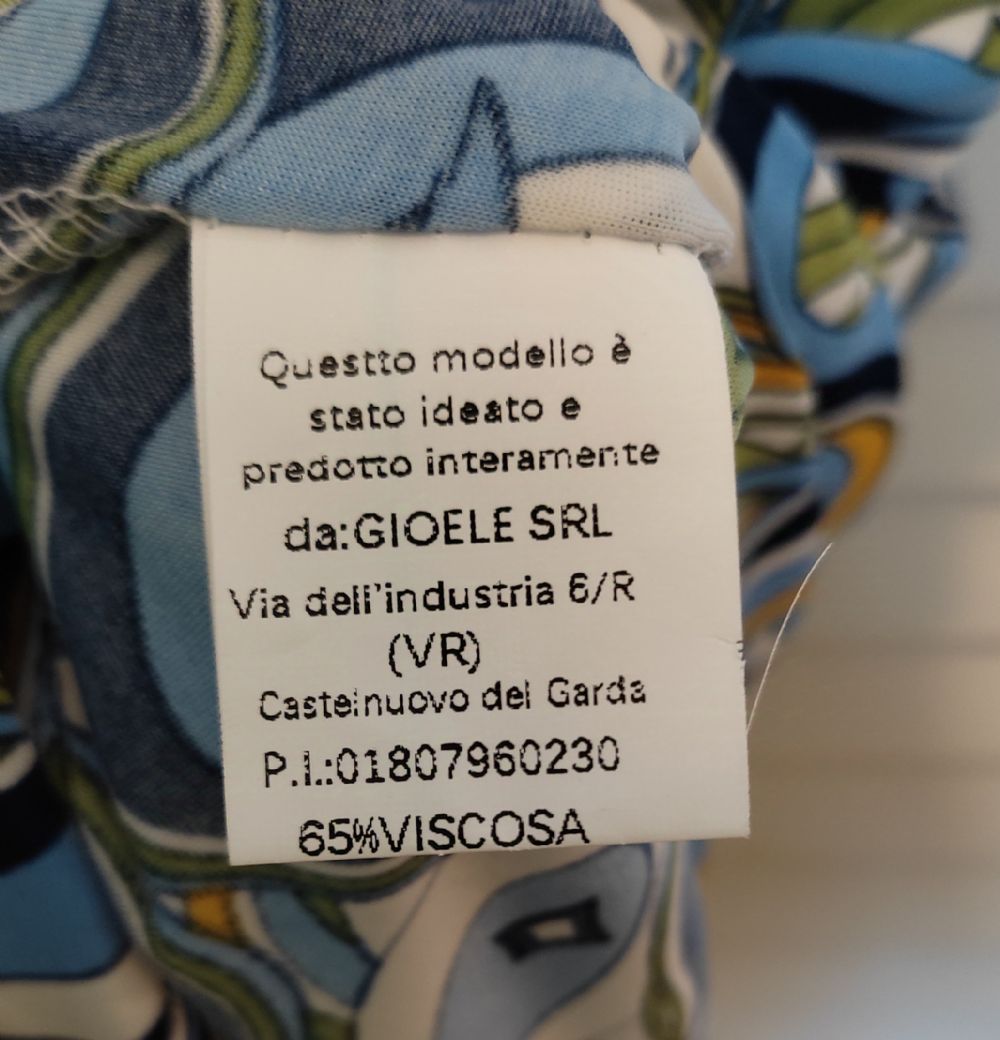 Questto modello è
stato ideato e
predotto interamente
da:GIOELE SRL
Via dell'industria 6/R
(VR)
Castelnuovo del Garda
P.I.:01807960230
65%VISCOSA